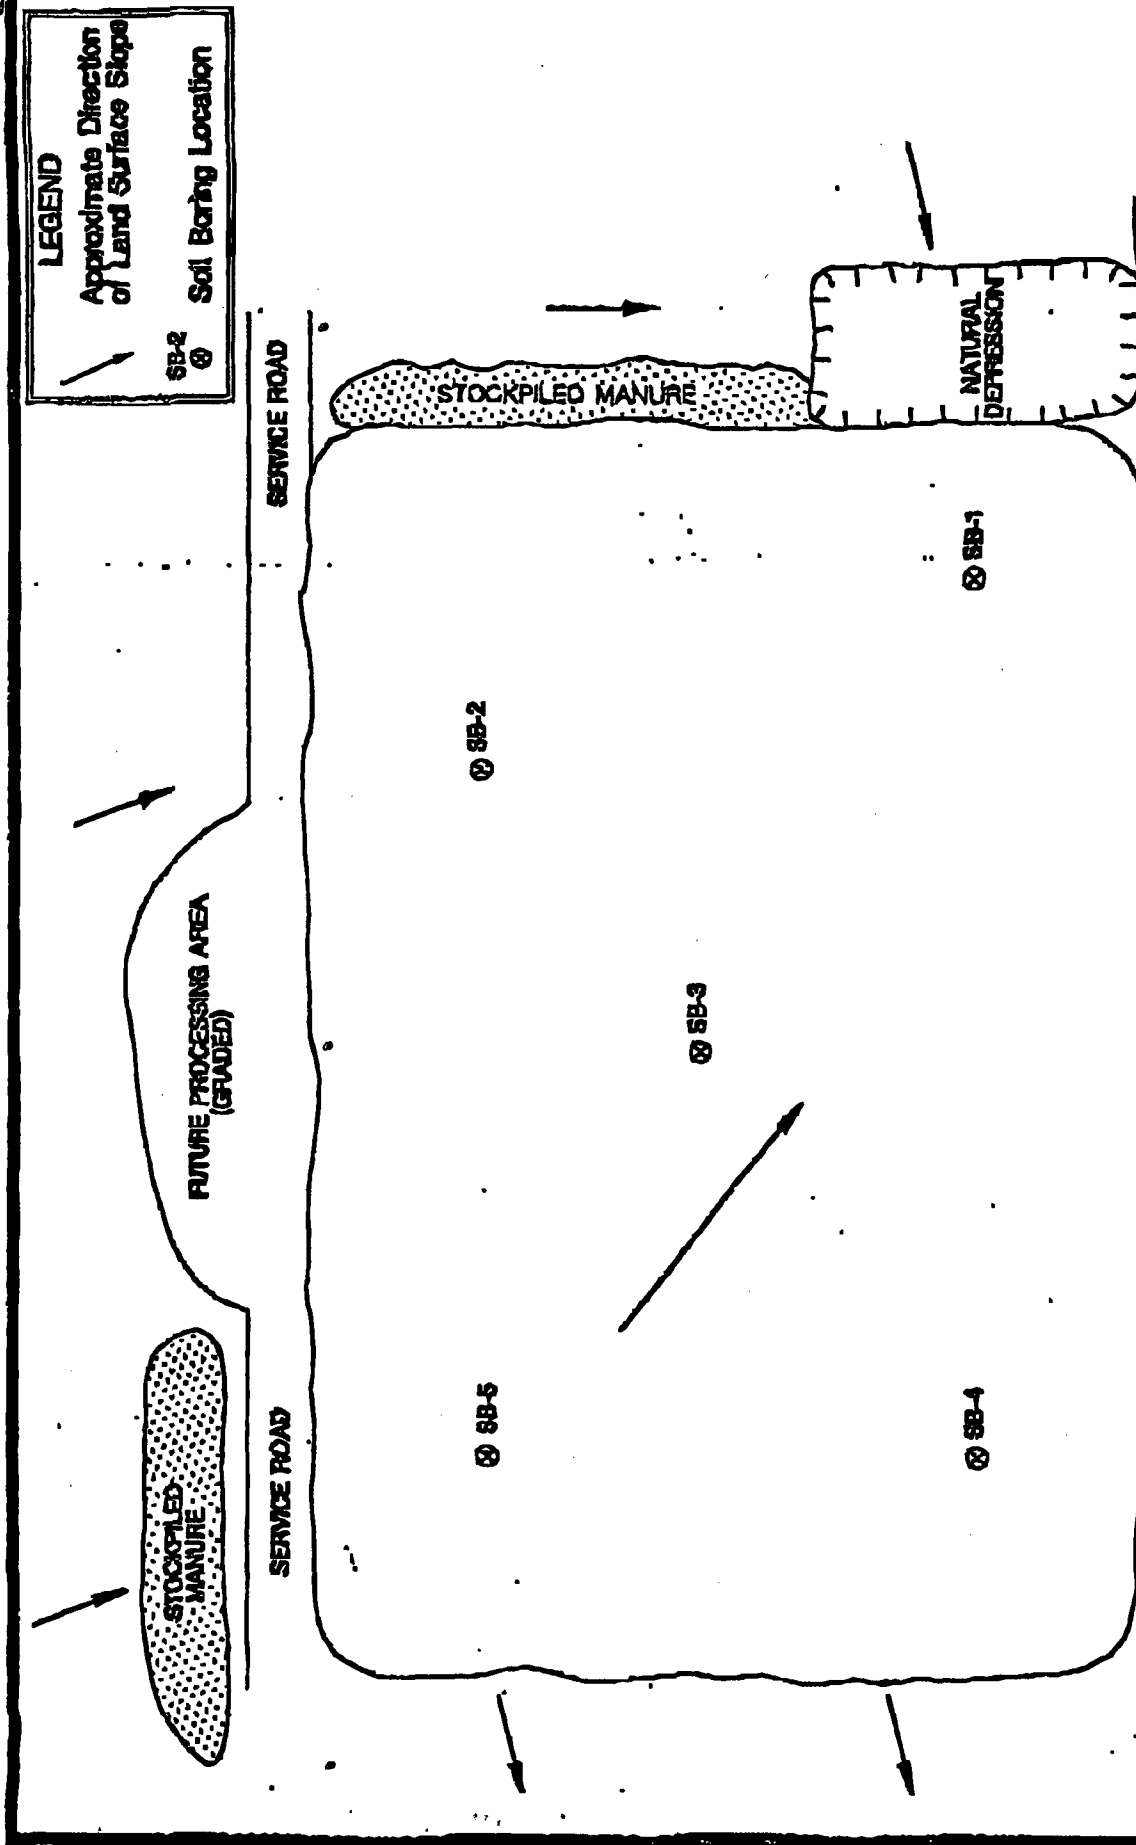 LEGEND
Approximate Direction
of Land Surface Slope
SB-2
Soil Boring Location
STOCKPILED
MANURE
FUTURE PROCESSING AREA
(GRADED)
SERVICE ROAD
SERVICE ROAD
STOCKPILED MANURE
SB-5
SB-2
SB-3
SB-4
SB-1
NATURAL
DEPRESSION